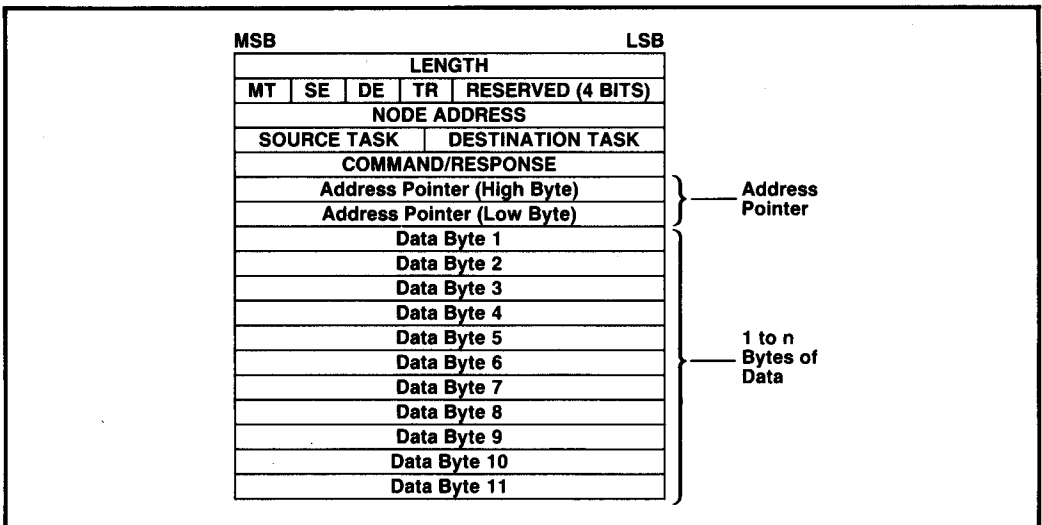 MSB LSB
LENGTH
MT SE DE TR RESERVED (4 BITS)
NODE ADDRESS
SOURCE TASK DESTINATION TASK
COMMAND/RESPONSE
Address Pointer (High Byte)
Address Pointer (Low Byte)
Address
Pointer
Data Byte 1
Data Byte 2
Data Byte 3
Data Byte 4
Data Byte 5
Data Byte 6
Data Byte 7
Data Byte 8
Data Byte 9
Data Byte 10
Data Byte 11
1 to n
Bytes of
Data